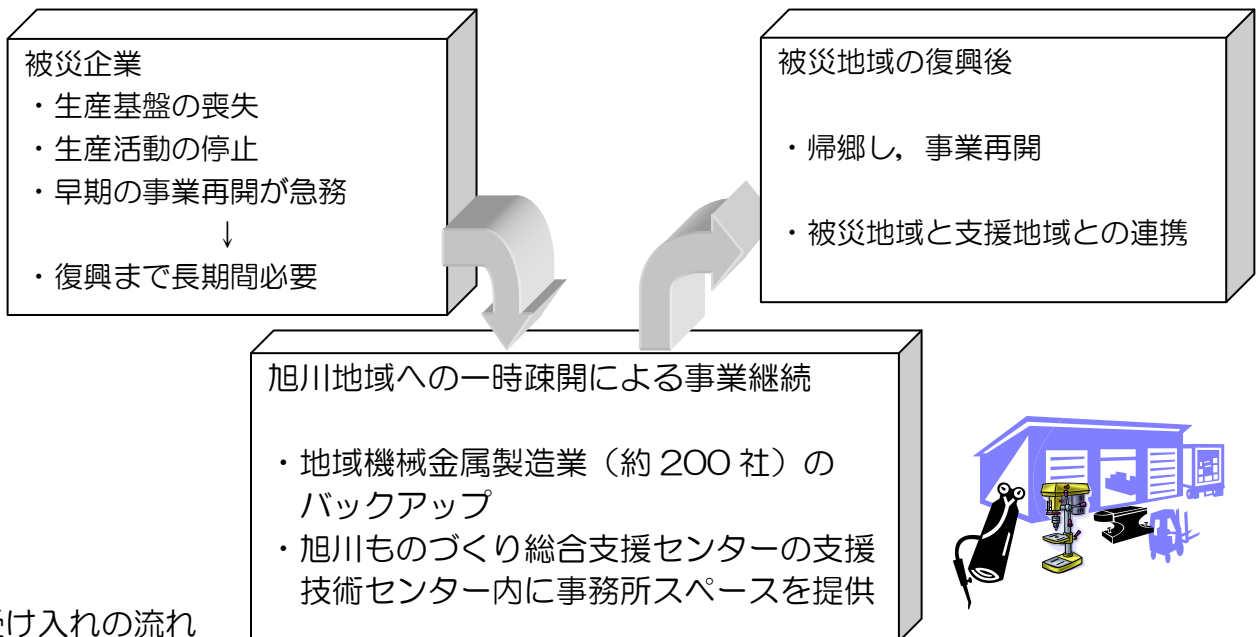 被災企業
・生産基盤の喪失
・生産活動の停止
・早期の事業再開が急務
↓
・復興まで長期間必要
被災地域の復興後
・帰郷し，事業再開
・被災地域と支援地域との連携
旭川地域への一時疎開による事業継続
・地域機械金属製造業（約200社）の
バックアップ
・旭川ものづくり総合支援センターの支援
技術センター内に事務所スペースを提供
受け入れの流れ